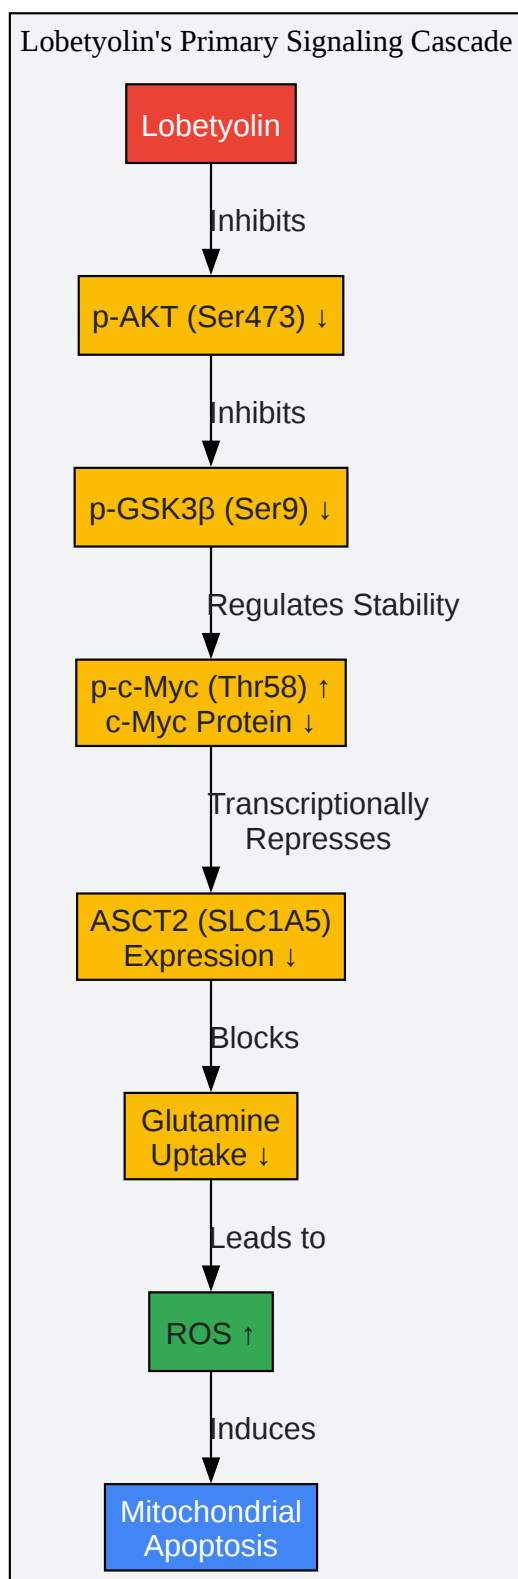 Lobetyolin's Primary Signaling Cascade
Lobetyolin
Inhibits
p-AKT (Ser473) ↓
Inhibits
p-GSK3β (Ser9) ↓
Regulates Stability
p-c-Myc (Thr58) ↑
c-Myc Protein ↓
Transcriptionally
Represses
ASCT2 (SLC1A5)
Expression ↓
Blocks
Glutamine
Uptake ↓
Leads to
ROS ↑
Induces
Mitochondrial
Apoptosis